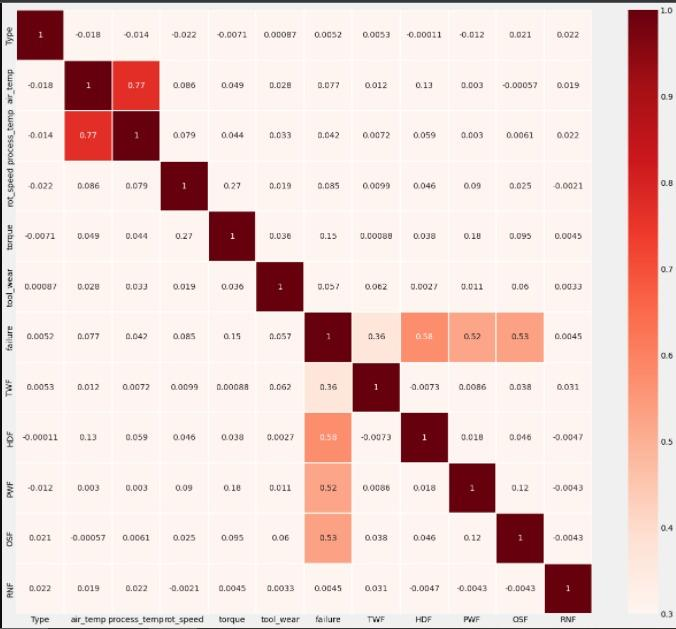 Type 1 -0.018 -0.014 -0.022 -0.0071 0.00087 0.0052 0.0053 -0.00011 -0.012 0.021 0.022
air_temp -0.018 1 0.77 0.086 0.049 0.028 0.077 0.012 0.13 0.003 -0.00057 0.019
process_temp -0.014 0.77 1 0.079 0.044 0.033 0.042 0.0072 0.059 0.003 0.0061 0.022
rot_speed -0.022 0.086 0.079 1 0.27 0.019 0.085 0.0099 0.046 0.09 0.025 -0.0021
torque -0.0071 0.049 0.044 0.27 1 0.036 0.15 0.00088 0.038 0.18 0.095 0.0045
tool_wear 0.00087 0.028 0.033 0.019 0.036 1 0.057 0.062 0.0027 0.011 0.06 0.0033
failure 0.0052 0.077 0.042 0.085 0.15 0.057 1 0.36 0.58 0.52 0.53 0.0045
TWF 0.0053 0.012 0.0072 0.0099 0.00088 0.062 0.36 1 -0.0073 0.0086 0.038 0.031
HDF -0.00011 0.13 0.059 0.046 0.038 0.0027 0.58 -0.0073 1 0.018 0.046 -0.0047
PWF -0.012 0.003 0.003 0.09 0.18 0.011 0.52 0.0086 0.018 1 0.12 -0.0043
OSF 0.021 -0.00057 0.0061 0.025 0.095 0.06 0.53 0.038 0.046 0.12 1 -0.0043
RNF 0.022 0.019 0.022 -0.0021 0.0045 0.0033 0.0045 0.031 -0.0047 -0.0043 -0.0043 1
Type air_temp process_temp rot_speed torque tool_wear failure TWF HDF PWF OSF RNF
1.0
0.9
0.8
0.7
0.6
0.5
0.4
0.3